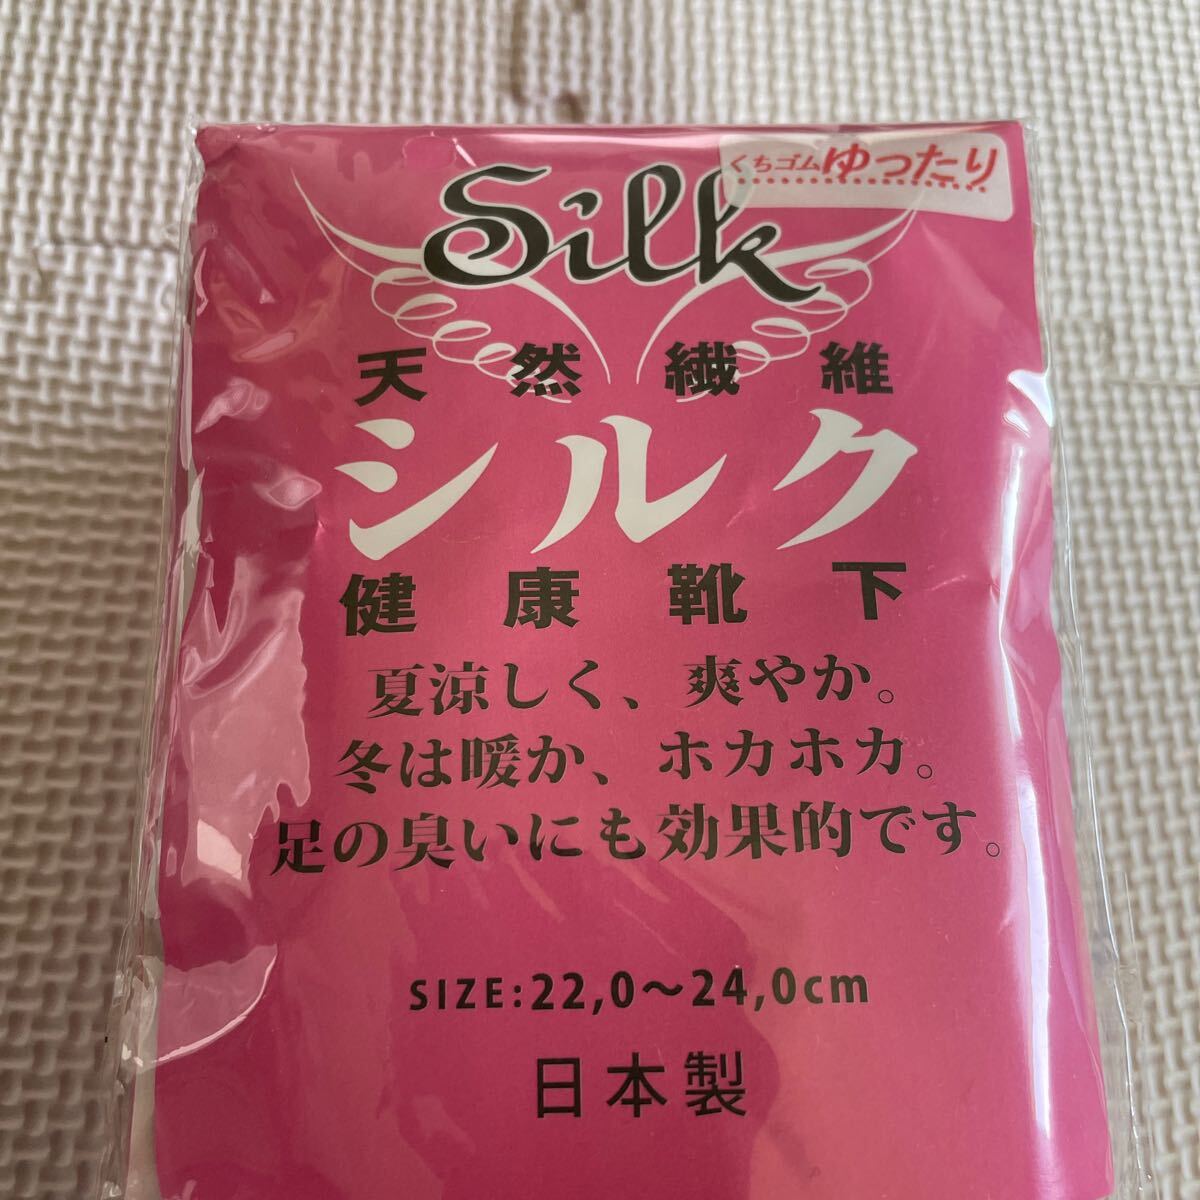 くちゴムゆったり
Silk
天然繊維
シルク
健康靴下
夏涼しく、爽やか。
冬は暖か、ホカホカ。
足の臭いにも効果的です。
SIZE:22,0〜24,0cm
日本製